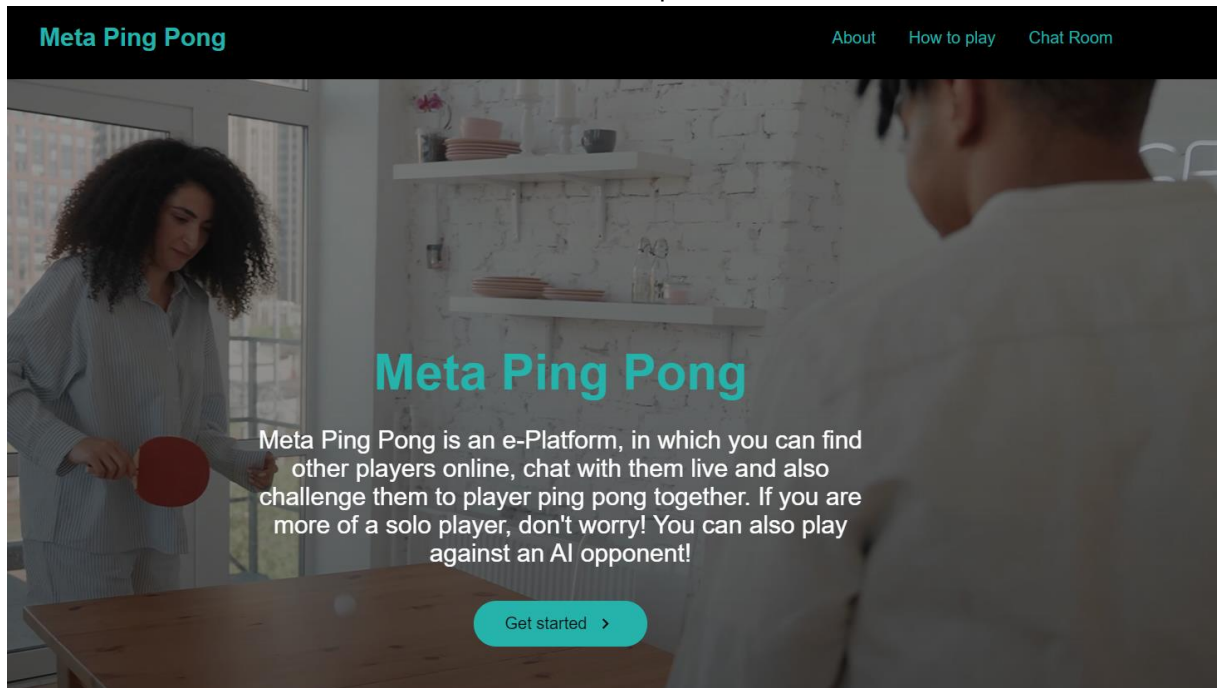 Meta Ping Pong
About How to play Chat Room
Meta Ping Pong
Meta Ping Pong is an e-Platform, in which you can find
other players online, chat with them live and also
challenge them to player ping pong together. If you are
more of a solo player, don't worry! You can also play
against an AI opponent!
Get started